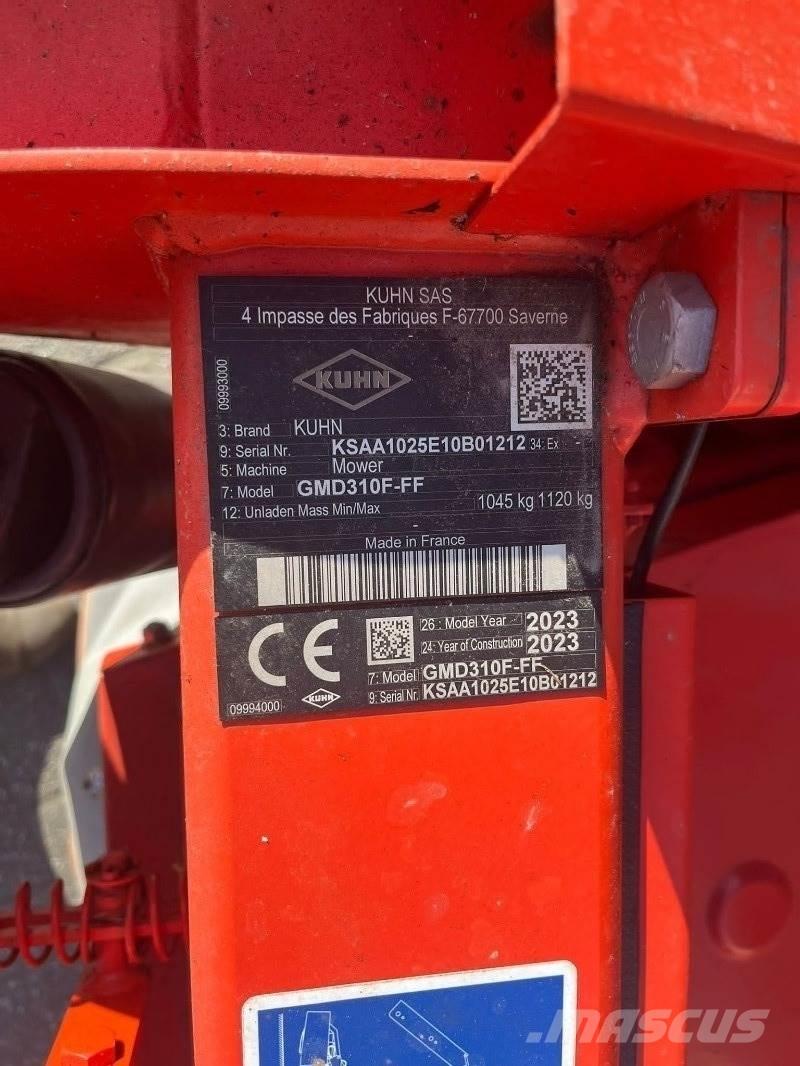 KUHN SAS
4 Impasse des Fabriques F-67700 Saverne
09993000
KUHN
3: Brand KUHN
9: Serial Nr. KSAA1025E10B01212 34: Ex
5: Machine Mower
7: Model GMD310F-FF
12: Unladen Mass Min/Max 1045 kg 1120 kg
-
Made in France
CE
26 : Model Year 2023
24: Year of Construction 2023
7: Model GMD310F-FF
9: Serial Nr. KSAA1025E10B01212
09994000
KUHN
MASCUS